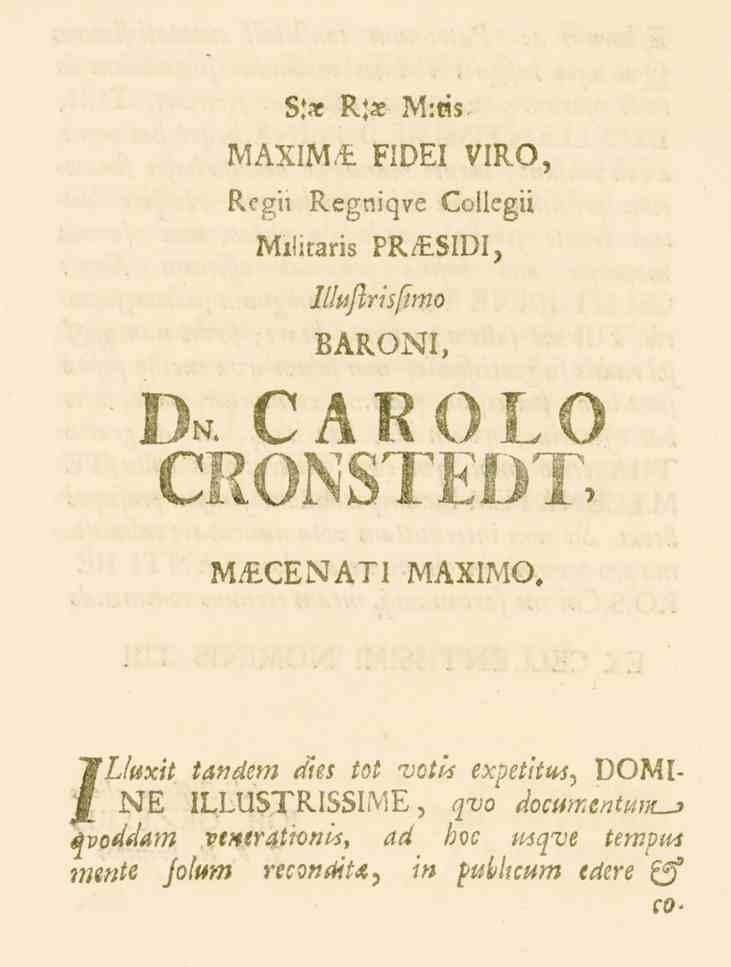 S:æ R:æ M:tis.
MAXIMÆ FIDEI VIRO,
Regii Regniqve Collegii
Militaris PRÆSIDI,
Illuſtrisſimo
BARONI,
DN. CAROLO
CRONSTEDT,
MÆCENATI MAXIMO.
ILluxit tandem dies tot votis expetitus, DOMI-
NE ILLUSTRISSIME, qvo documentum
qvoddam venerationis, ad hoc usqve tempus
mente ſolum reconditæ, in publicum edere &
co-